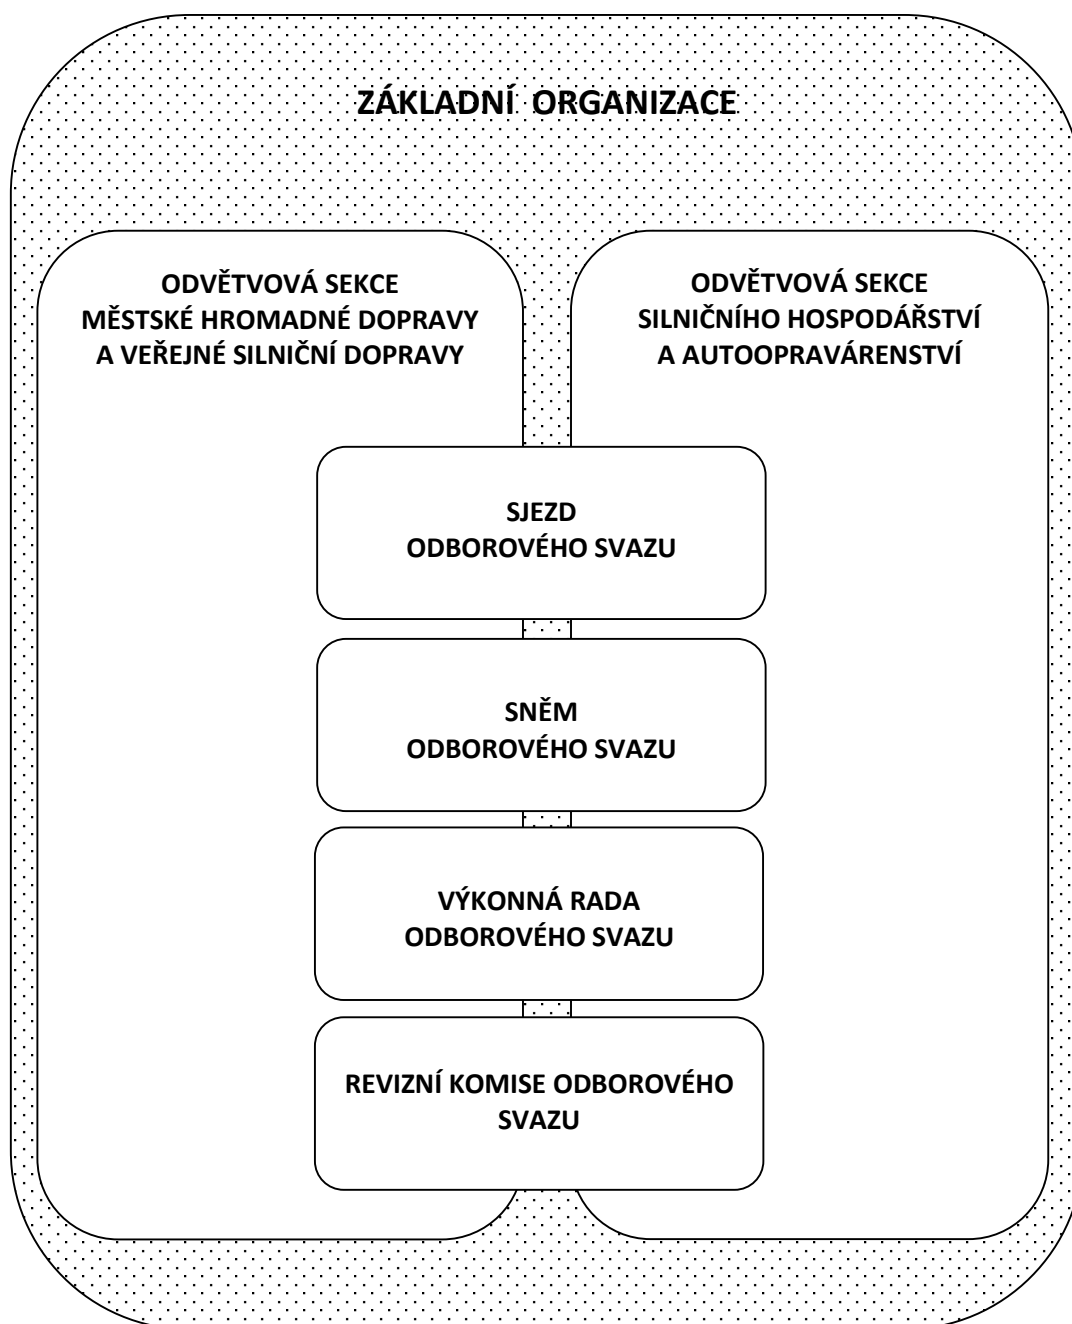 ZÁKLADNÍ ORGANIZACE
ODVĚTVOVÁ SEKCE
MĚSTSKÉ HROMADNÉ DOPRAVY
A VEŘEJNÉ SILNIČNÍ DOPRAVY
ODVĚTVOVÁ SEKCE
SILNIČNÍHO HOSPODÁŘSTVÍ
A AUTOOPRAVÁRENSTVÍ
SJEZD
ODBOROVÉHO SVAZU
SNĚM
ODBOROVÉHO SVAZU
VÝKONNÁ RADA
ODBOROVÉHO SVAZU
REVIZNÍ KOMISE ODBOROVÉHO
SVAZU